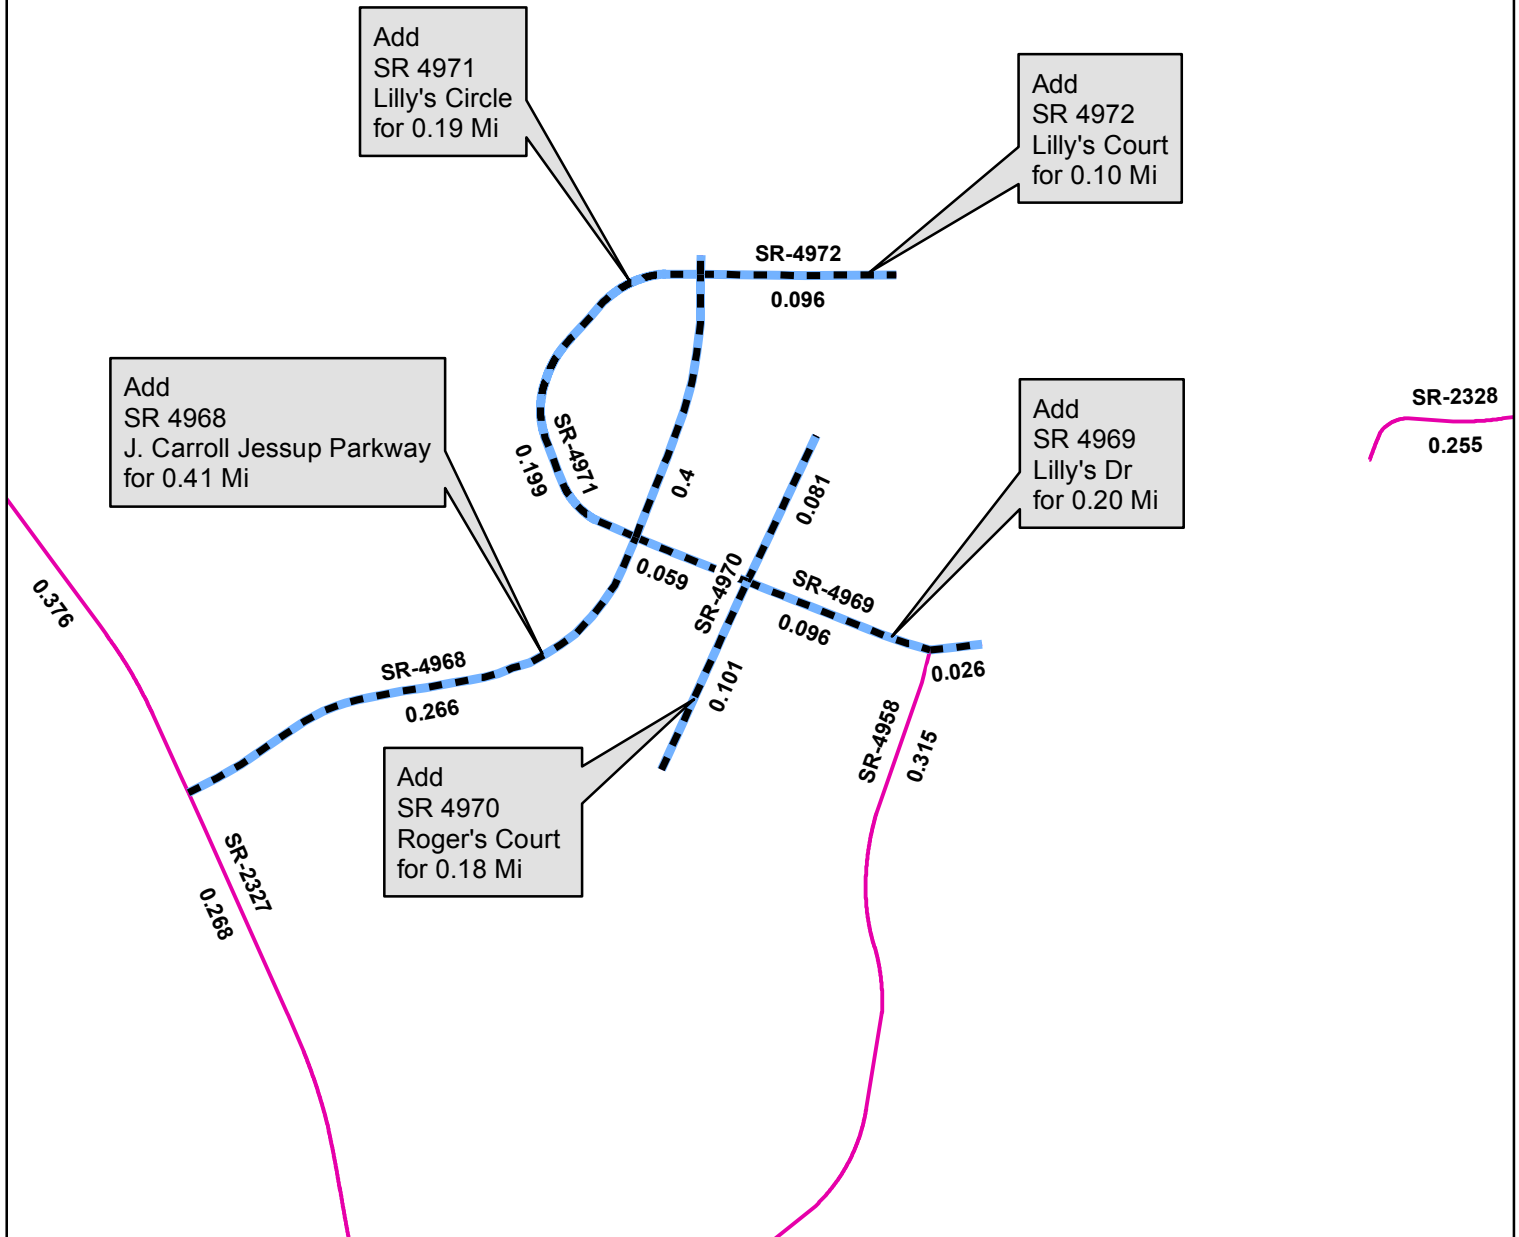 Add
SR 4971
Lilly's Circle
for 0.19 Mi
Add
SR 4972
Lilly's Court
for 0.10 Mi
SR-4972
0.096
Add
SR 4968
J. Carroll Jessup Parkway
for 0.41 Mi
Add
SR 4969
Lilly's Dr
for 0.20 Mi
SR-2328
0.255
SR-4971
0.199
0.4
0.081
0.059
SR-4970
SR-4969
0.096
0.376
SR-4968
0.266
0.101
0.026
SR-4958
0.315
Add
SR 4970
Roger's Court
for 0.18 Mi
SR-2327
0.268